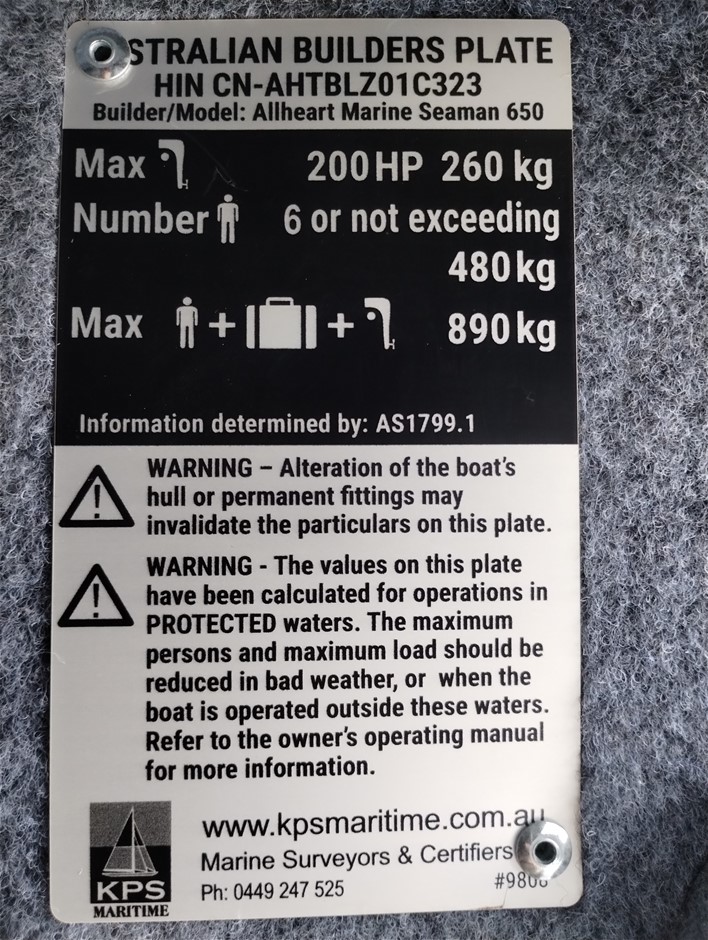 STRALIAN BUILDERS PLATE
HIN CN-AHTBLZ01C323
Builder/Model: Allheart Marine Seaman 650
Max 200HP 260 kg
Number 6 or not exceeding
480kg
Max + + 890kg
Information determined by: AS1799.1
WARNING – Alteration of the boat's
hull or permanent fittings may
invalidate the particulars on this plate.
WARNING - The values on this plate
have been calculated for operations in
PROTECTED waters. The maximum
persons and maximum load should be
reduced in bad weather, or when the
boat is operated outside these waters.
Refer to the owner's operating manual
for more information.
www.kpsmaritime.com.au
Marine Surveyors & Certifiers
Ph: 0449 247 525
KPS
MARITIME